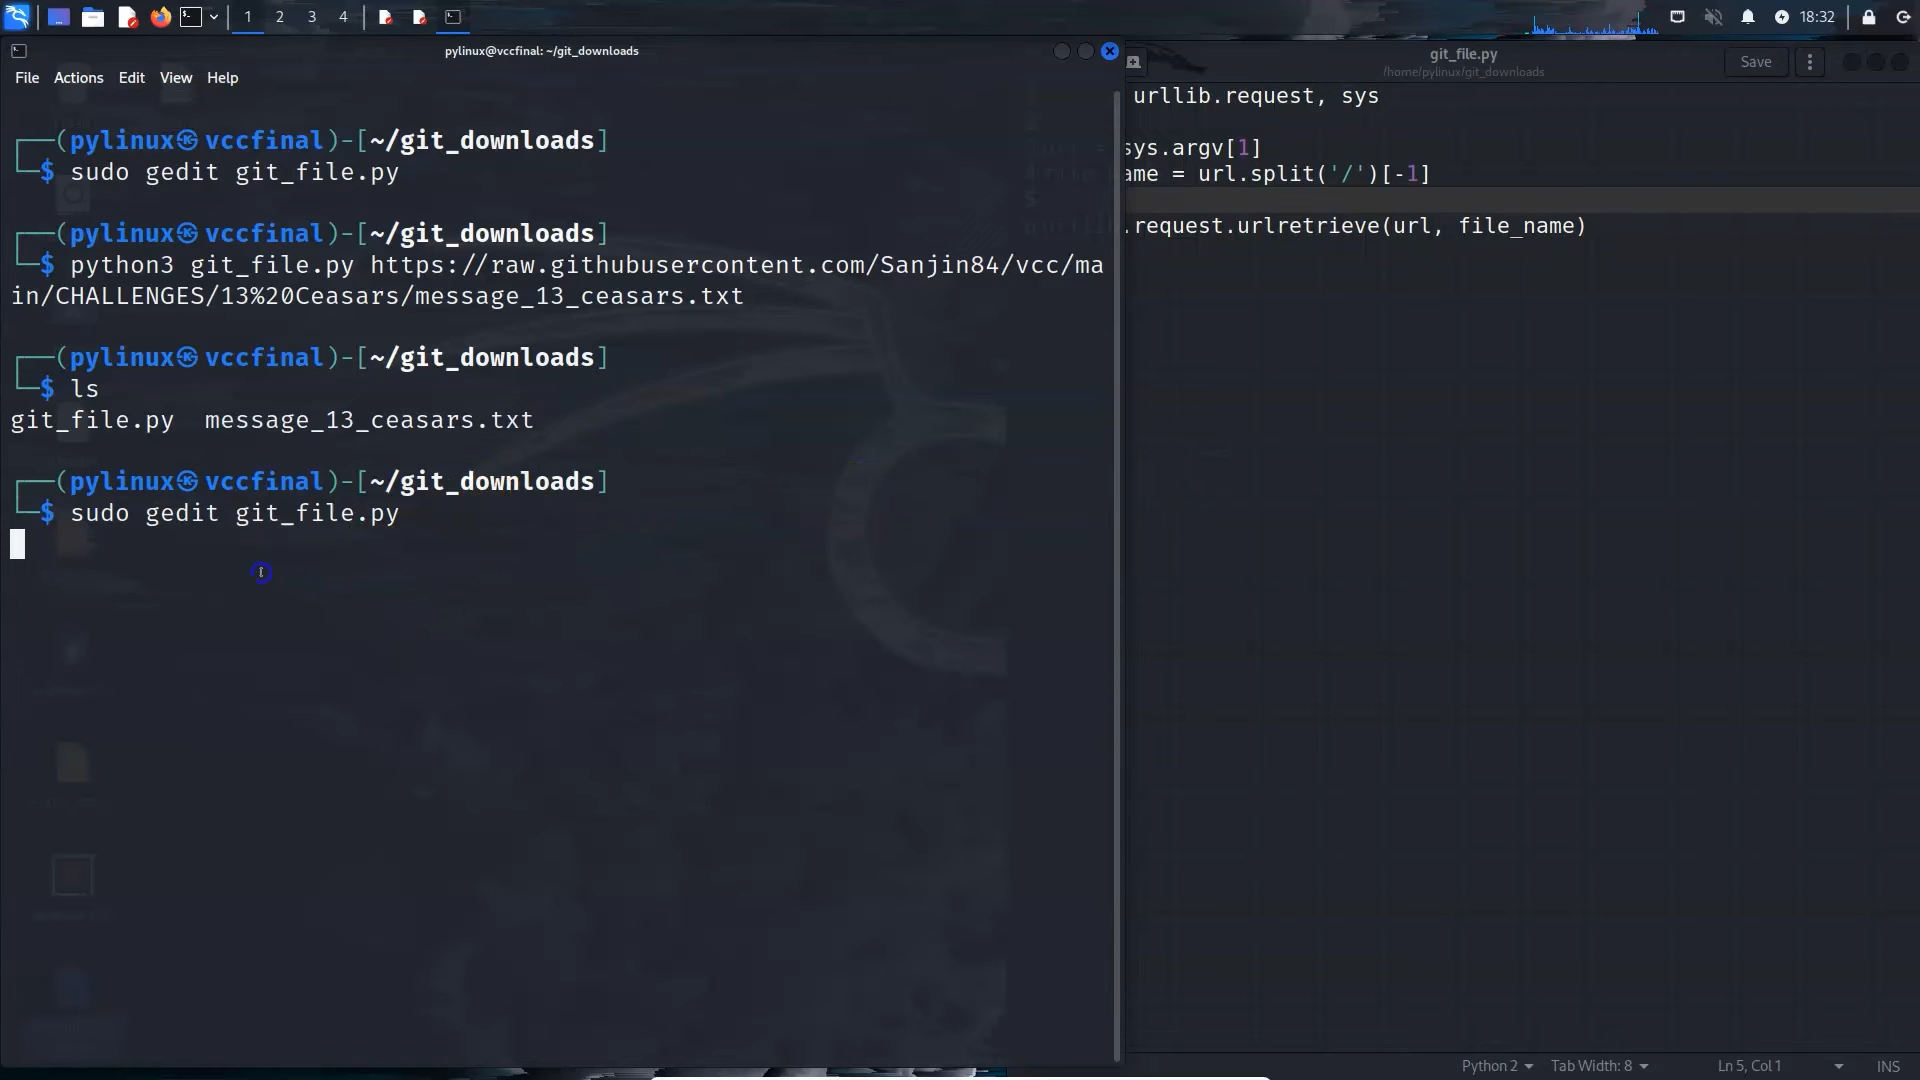 1 2 3 4
18:32
pylinux@vccfinal: ~/git_downloads
File Actions Edit View Help
┌──(pylinux㉿vccfinal)-[~/git_downloads]
└─$ sudo gedit git_file.py
┌──(pylinux㉿vccfinal)-[~/git_downloads]
└─$ python3 git_file.py https://raw.githubusercontent.com/Sanjin84/vcc/ma
in/CHALLENGES/13%20Ceasars/message_13_ceasars.txt
┌──(pylinux㉿vccfinal)-[~/git_downloads]
└─$ ls
git_file.py message_13_ceasars.txt
┌──(pylinux㉿vccfinal)-[~/git_downloads]
└─$ sudo gedit git_file.py
git_file.py
/home/pylinux/git_downloads
Save
urllib.request, sys
sys.argv[1]
ame = url.split('/')[-1]
5
.request.urlretrieve(url, file_name)
Python 2 Tab Width: 8 Ln 5, Col 1 INS